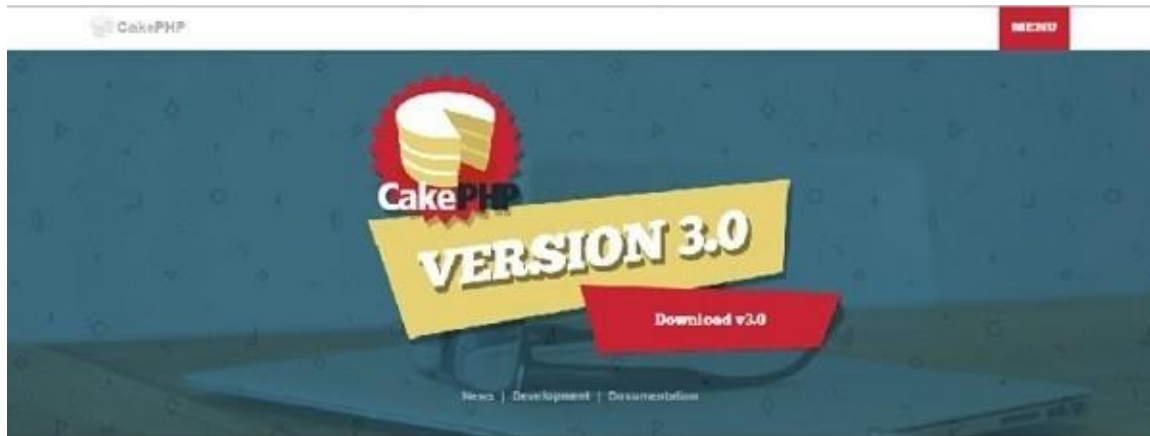 CakePHP
MENU
CakePHP
VERSION 3.0
Download v3.0
News | Development | Documentation